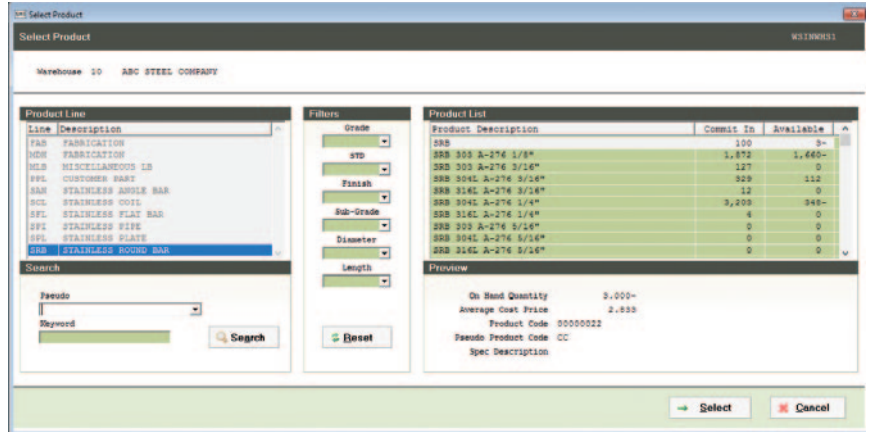 Select Product
Select Product WSINWHS1
Warehouse 10 ABC STEEL COMPANY
Product Line
Line Description
FAB FABRICATION
MDH FABRICATION
MLB MISCELLANEOUS LB
PPL CUSTOMER PART
SAN STAINLESS ANGLE BAR
SCL STAINLESS COIL
SFL STAINLESS FLAT BAR
SPI STAINLESS PIPE
SPL STAINLESS PLATE
SRB STAINLESS ROUND BAR
Search
Pseudo
Keyword
Search
Filters
Grade
STD
Finish
Sub-Grade
Diameter
Length
Reset
Product List
Product Description Commit In Available
SRB 100 3-
SRB 303 A-276 1/8" 1,872 1,660-
SRB 303 A-276 3/16" 127 0
SRB 304L A-276 3/16" 329 112
SRB 316L A-276 3/16" 12 0
SRB 304L A-276 1/4" 3,203 348-
SRB 316L A-276 1/4" 6 0
SRB 303 A-276 5/16" 0 0
SRB 304L A-276 5/16" 0 0
SRB 316L A-276 5/16" 0 0
Preview
On Hand Quantity 3.000-
Average Cost Price 2.833
Product Code 00000022
Pseudo Product Code CC
Spec Description
Select
Cancel